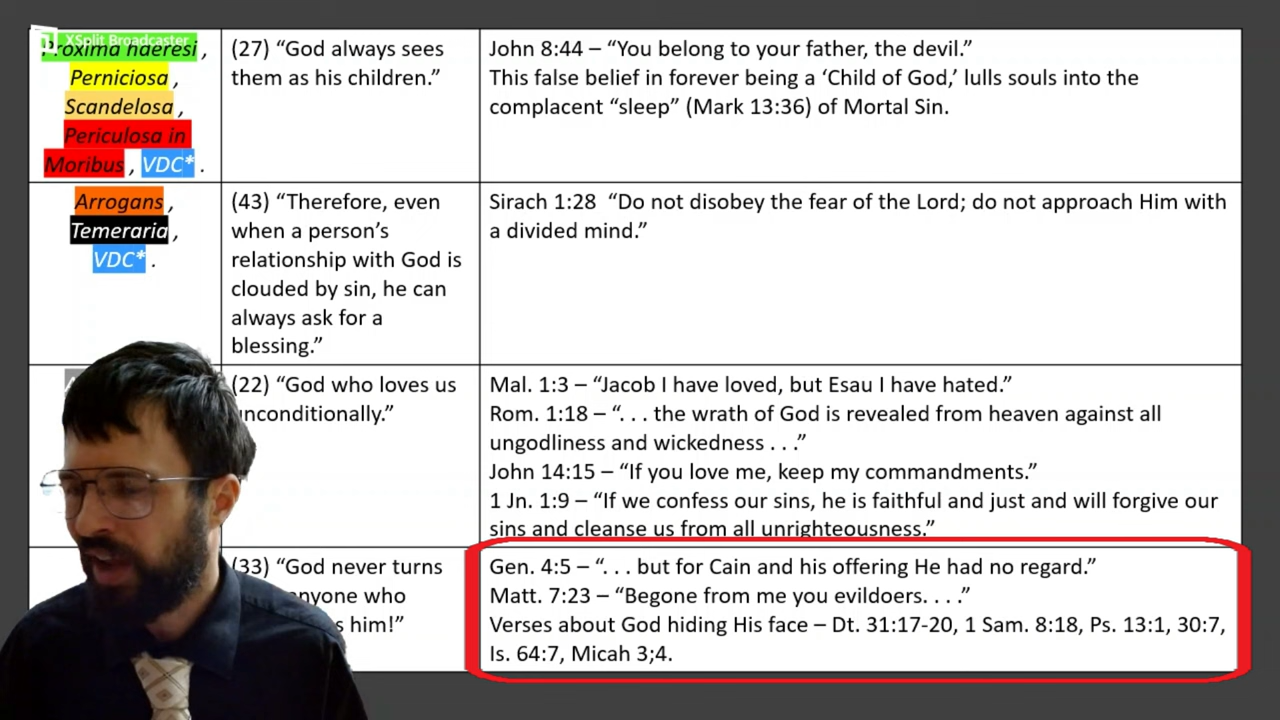 XSplit Broadcaster
Proxima haeresi ,
Perniciosa ,
Scandelosa ,
Periculosa in
Moribus , VDC* .
(27) “God always sees
them as his children.”
John 8:44 – “You belong to your father, the devil.”
This false belief in forever being a ‘Child of God,’ lulls souls into the
complacent “sleep” (Mark 13:36) of Mortal Sin.
Arrogans ,
Temeraria ,
VDC* .
(43) “Therefore, even
when a person’s
relationship with God is
clouded by sin, he can
always ask for a
blessing.”
Sirach 1:28 “Do not disobey the fear of the Lord; do not approach Him with
a divided mind.”
(22) “God who loves us
unconditionally.”
Mal. 1:3 – “Jacob I have loved, but Esau I have hated.”
Rom. 1:18 – “. . . the wrath of God is revealed from heaven against all
ungodliness and wickedness . . .”
John 14:15 – “If you love me, keep my commandments.”
1 Jn. 1:9 – “If we confess our sins, he is faithful and just and will forgive our
sins and cleanse us from all unrighteousness.”
(33) “God never turns
anyone who
him!”
Gen. 4:5 – “. . . but for Cain and his offering He had no regard.”
Matt. 7:23 – “Begone from me you evildoers. . . .”
Verses about God hiding His face – Dt. 31:17-20, 1 Sam. 8:18, Ps. 13:1, 30:7,
Is. 64:7, Micah 3;4.